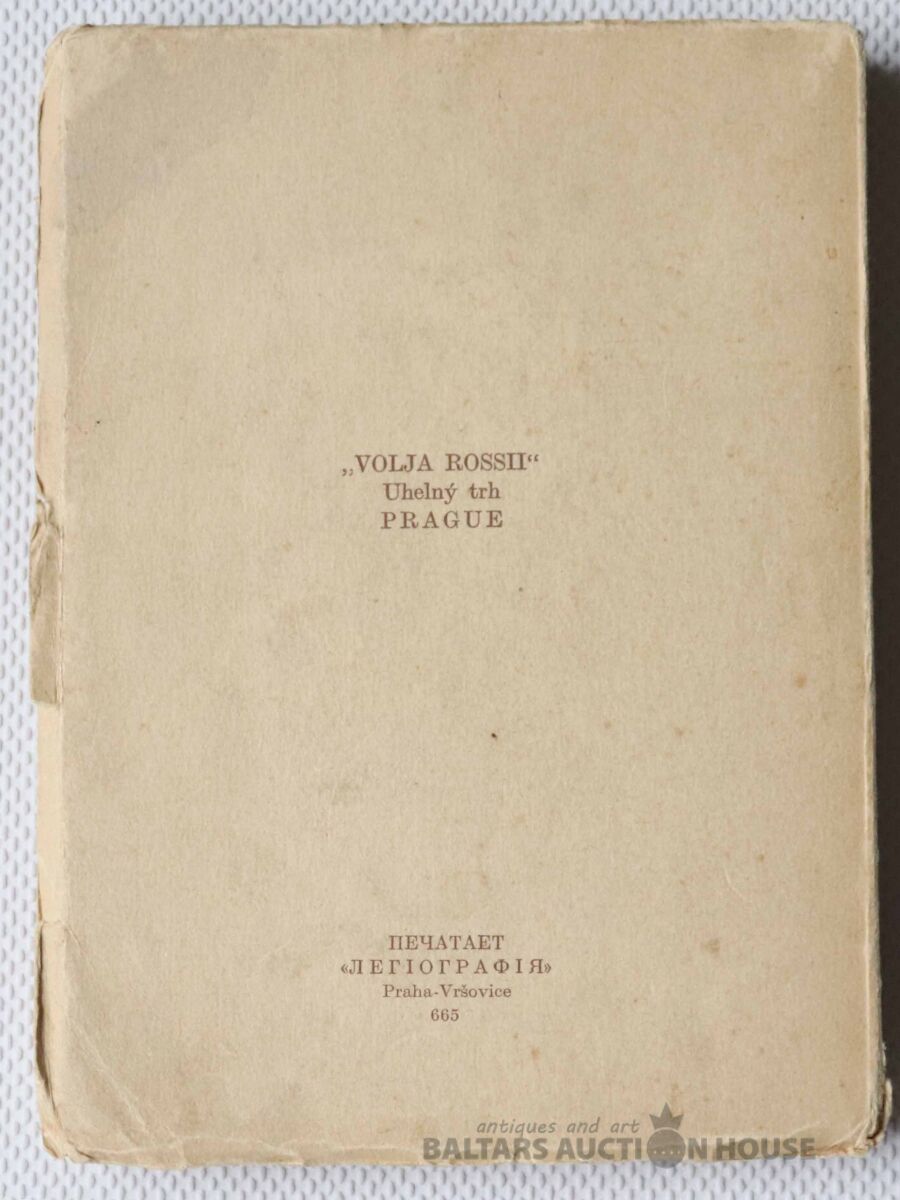 „VOLJA ROSSII“
Uhelný trh
PRAGUE
ПЕЧАТАЕТ
«ЛЕГІОГРАФІЯ»
Praha-Vršovice
665
antiques and art
BALTARS AUCTION HOUSE